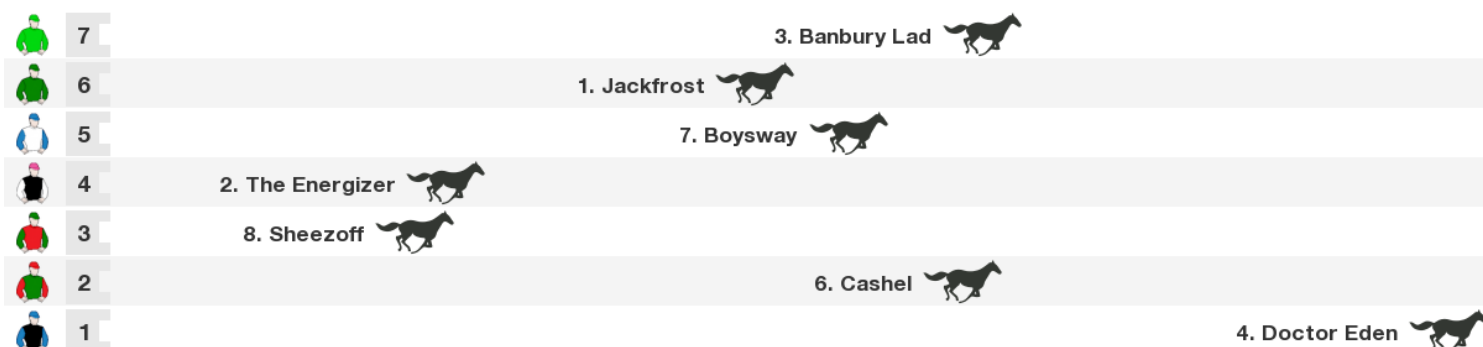 7 3. Banbury Lad
6 1. Jackfrost
5 7. Boysway
4 2. The Energizer
3 8. Sheezoff
2 6. Cashel
1 4. Doctor Eden